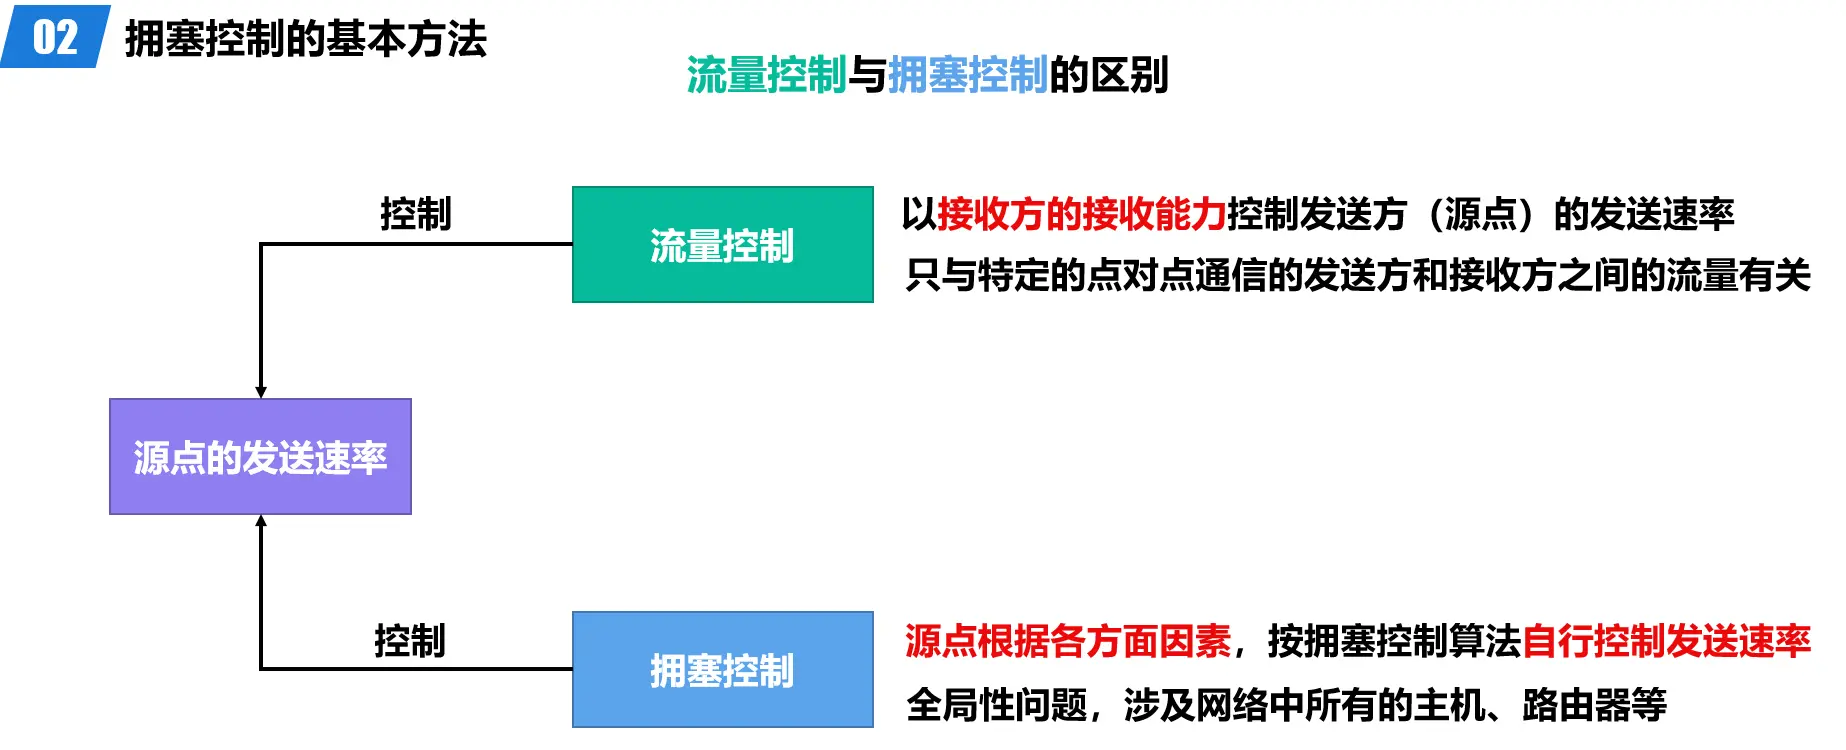 02 拥塞控制的基本方法
流量控制与拥塞控制的区别
控制
流量控制
以接收方的接收能力控制发送方（源点）的发送速率
只与特定的点对点通信的发送方和接收方之间的流量有关
源点的发送速率
控制
拥塞控制
源点根据各方面因素，按拥塞控制算法自行控制发送速率
全局性问题，涉及网络中所有的主机、路由器等